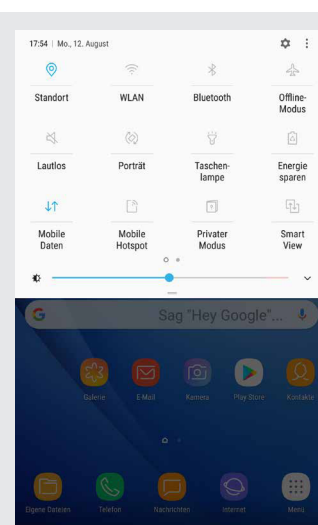 17:54 | Mo., 12. August
Standort WLAN Bluetooth Offline-
Modus
Lautlos Porträt Taschen-
lampe Energie
sparen
Mobile
Daten Mobile
Hotspot Privater
Modus Smart
View
G Sag "Hey Google"...
Galerie E-Mail Kamera Play Store Kontakte
Eigene Dateien Telefon Nachrichten Internet Menü